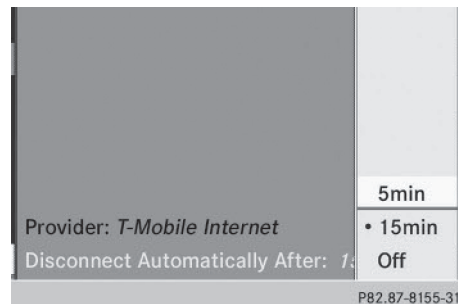 5min
Provider: T-Mobile Internet
• 15min
Disconnect Automatically After:
Off
P82.87-8155-31